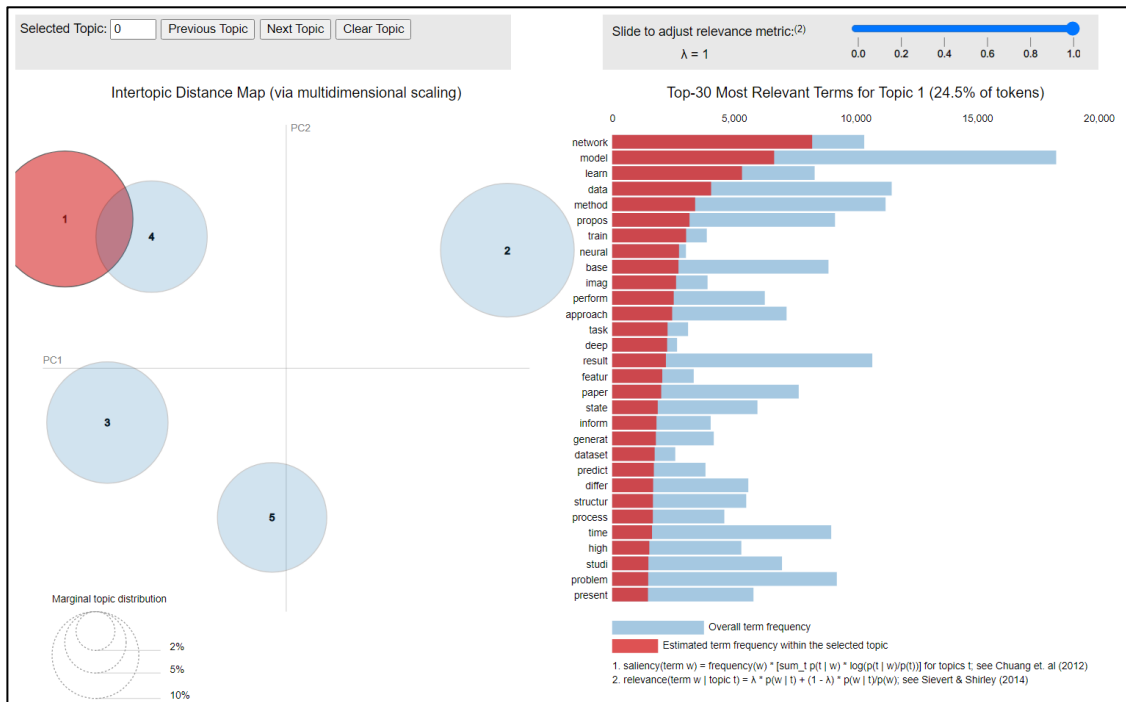 Selected Topic: 0 Previous Topic Next Topic Clear Topic
Slide to adjust relevance metric:(2)
λ = 1
0.0 0.2 0.4 0.6 0.8 1.0
Intertopic Distance Map (via multidimensional scaling)
PC2
PC1
1
4
2
3
5
Marginal topic distribution
2%
5%
10%
Top-30 Most Relevant Terms for Topic 1 (24.5% of tokens)
0 5,000 10,000 15,000 20,000
network
model
learn
data
method
propos
train
neural
base
imag
perform
approach
task
deep
result
featur
paper
state
inform
generat
dataset
predict
differ
structur
process
time
high
studi
problem
present
Overall term frequency
Estimated term frequency within the selected topic
1. saliency(term w) = frequency(w) * [sum_t p(t | w) * log(p(t | w)/p(t))] for topics t; see Chuang et. al (2012)
2. relevance(term w | topic t) = λ * p(w | t) + (1 - λ) * p(w | t)/p(w); see Sievert & Shirley (2014)